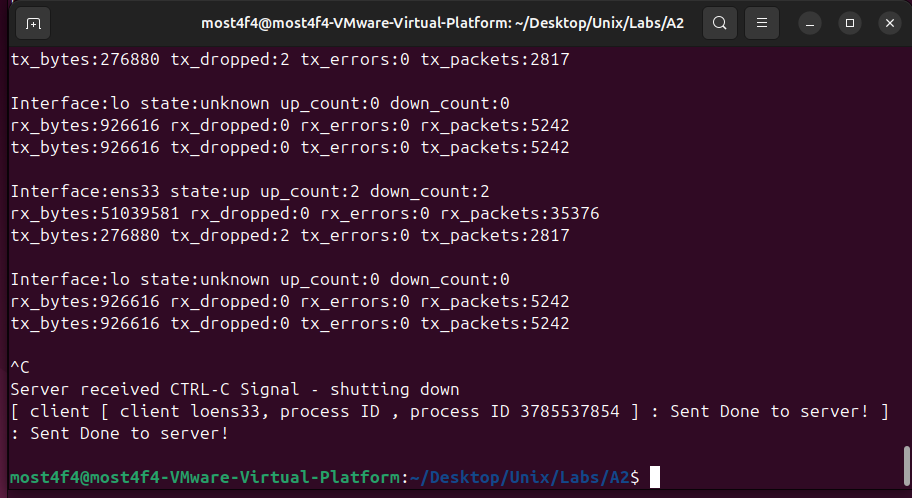 most4f4@most4f4-VMware-Virtual-Platform: ~/Desktop/Unix/Labs/A2
tx_bytes:276880 tx_dropped:2 tx_errors:0 tx_packets:2817
Interface:lo state:unknown up_count:0 down_count:0
rx_bytes:926616 rx_dropped:0 rx_errors:0 rx_packets:5242
tx_bytes:926616 tx_dropped:0 tx_errors:0 tx_packets:5242
Interface:ens33 state:up up_count:2 down_count:2
rx_bytes:51039581 rx_dropped:0 rx_errors:0 rx_packets:35376
tx_bytes:276880 tx_dropped:2 tx_errors:0 tx_packets:2817
Interface:lo state:unknown up_count:0 down_count:0
rx_bytes:926616 rx_dropped:0 rx_errors:0 rx_packets:5242
tx_bytes:926616 tx_dropped:0 tx_errors:0 tx_packets:5242
^C
Server received CTRL-C Signal - shutting down
[ client [ client loens33, process ID , process ID 3785537854 ] : Sent Done to server! ]
: Sent Done to server!
most4f4@most4f4-VMware-Virtual-Platform:~/Desktop/Unix/Labs/A2$